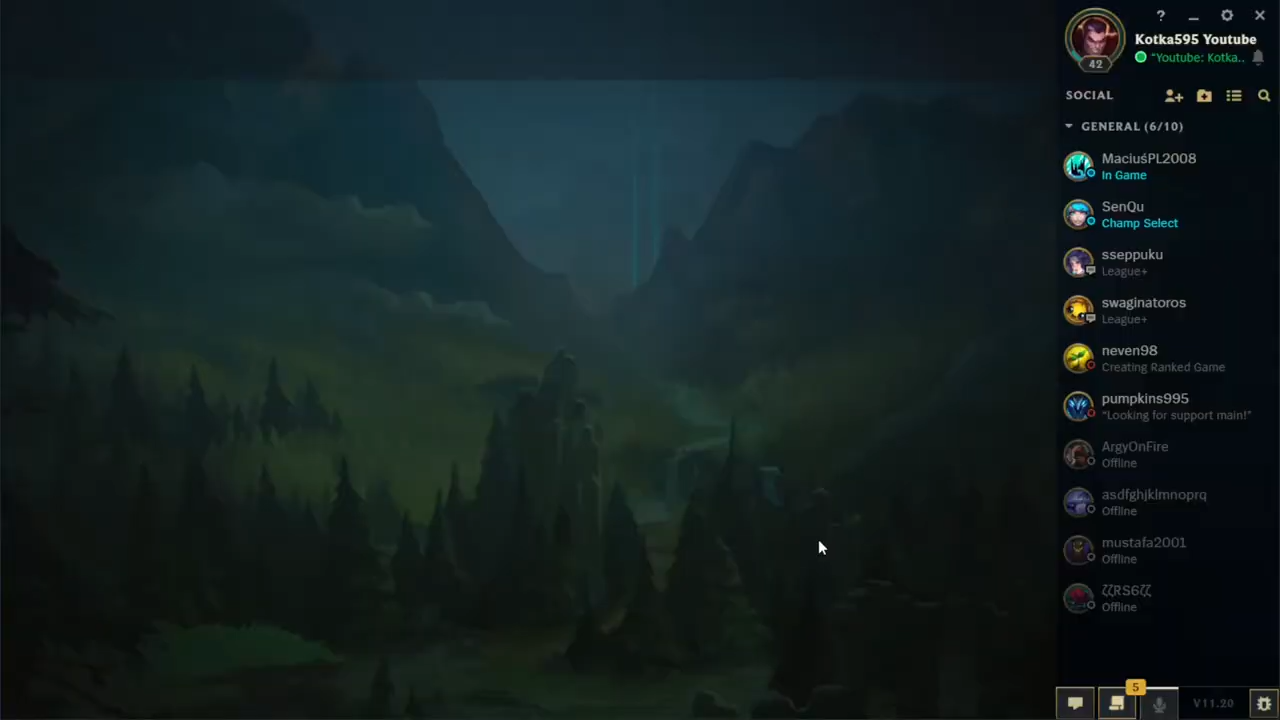 ?
Kotka595 Youtube
42
"Youtube: Kotka..
SOCIAL
GENERAL (6/10)
MaciuśPL2008
In Game
SenQu
Champ Select
sseppuku
League+
swaginatoros
League+
neven98
Creating Ranked Game
pumpkins995
"Looking for support main!"
ArgyOnFire
Offline
asdfghjklmnoprq
Offline
mustafa2001
Offline
ζζRS6ζζ
Offline
5
V11.20